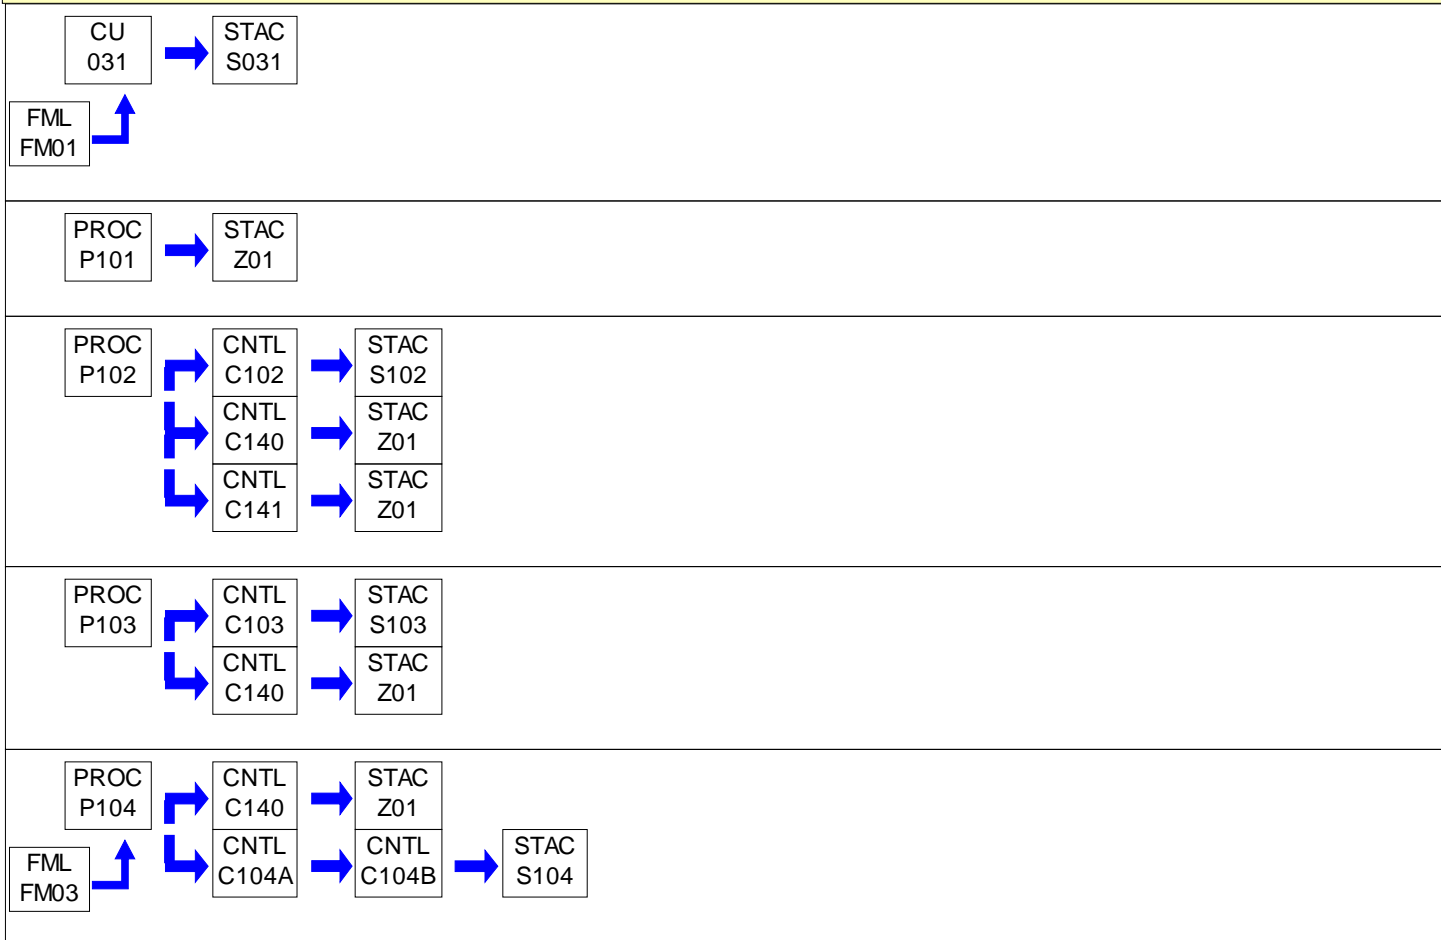 CU
031
STAC
S031
FML
FM01
PROC
P101
STAC
Z01
PROC
P102
CNTL
C102
STAC
S102
CNTL
C140
STAC
Z01
CNTL
C141
STAC
Z01
PROC
P103
CNTL
C103
STAC
S103
CNTL
C140
STAC
Z01
PROC
P104
CNTL
C140
STAC
Z01
FML
FM03
CNTL
C104A
CNTL
C104B
STAC
S104